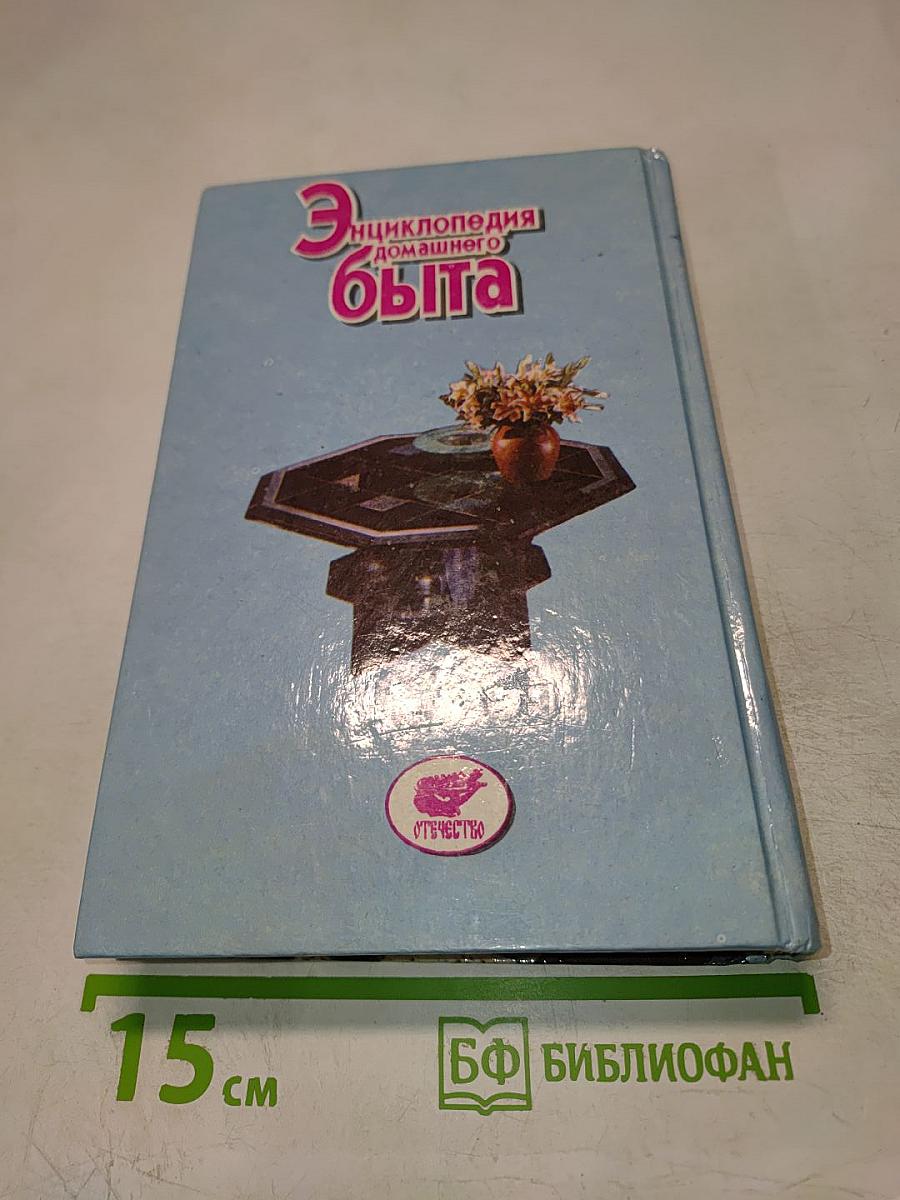 Энциклопедия
домашнего
быта
ОТЕЧЕСТВО
15 см
БФ БИБЛИОФАН